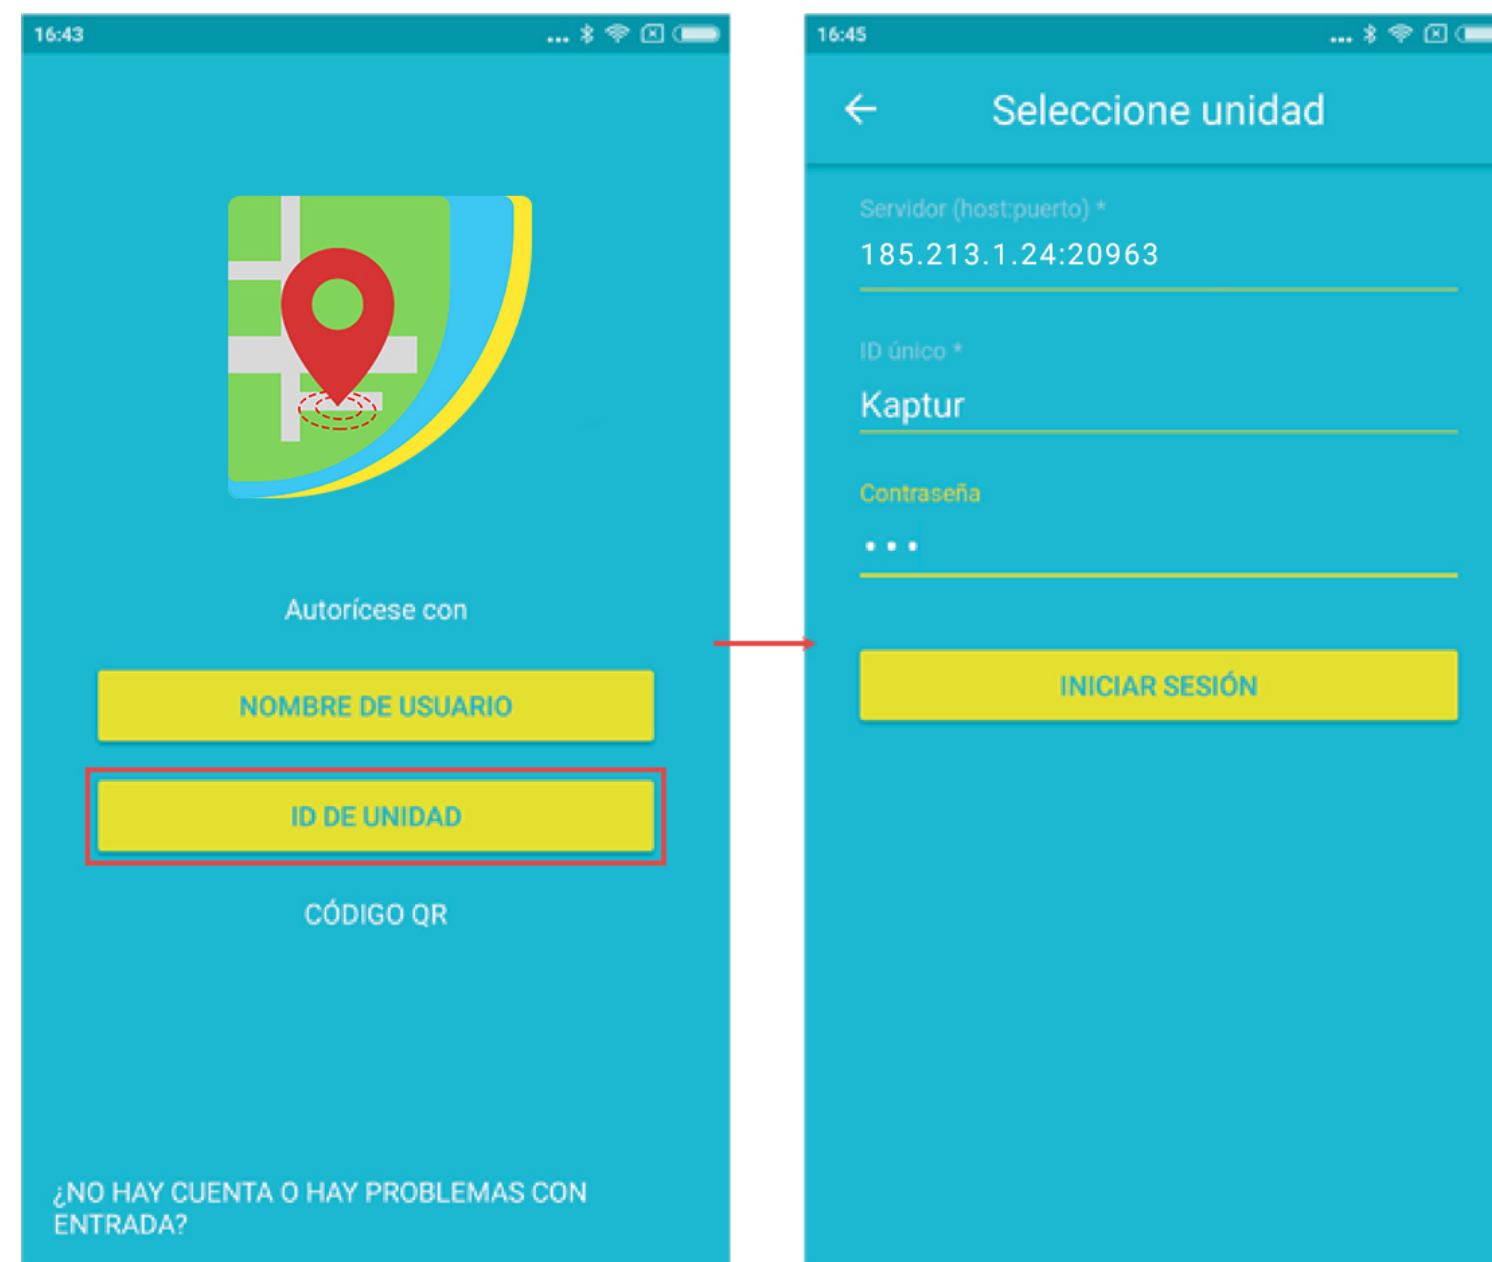 16:43
Autorícese con
NOMBRE DE USUARIO
ID DE UNIDAD
CÓDIGO QR
¿NO HAY CUENTA O HAY PROBLEMAS CON
ENTRADA?
16:45
Seleccione unidad
Servidor (host:puerto) *
185.213.1.24:20963
ID único *
Kaptur
Contraseña
INICIAR SESIÓN